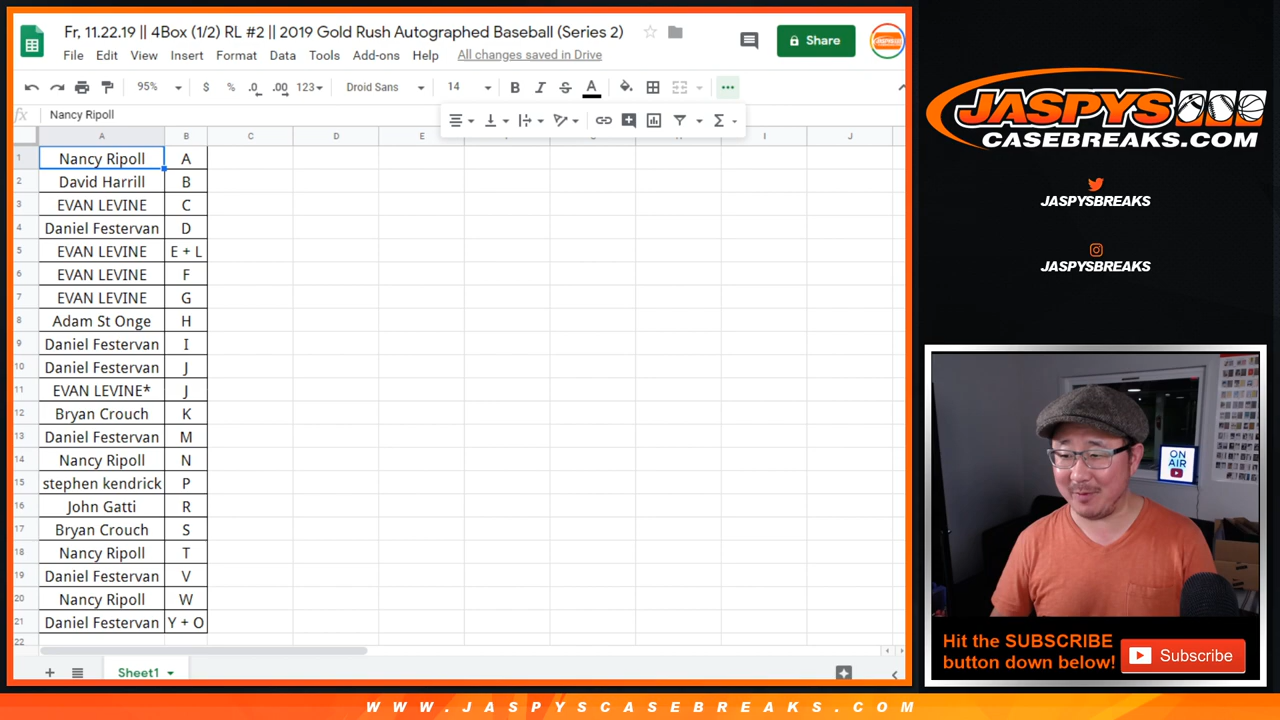 Fr, 11.22.19 || 4Box (1/2) RL #2 || 2019 Gold Rush Autographed Baseball (Series 2)
File Edit View Insert Format Data Tools Add-ons Help All changes saved in Drive
Share
95% $ % .0 .00 123 Droid Sans 14 B I S A
fx Nancy Ripoll
A B C D E I J
1 Nancy Ripoll A
2 David Harrill B
3 EVAN LEVINE C
4 Daniel Festervan D
5 EVAN LEVINE E + L
6 EVAN LEVINE F
7 EVAN LEVINE G
8 Adam St Onge H
9 Daniel Festervan I
10 Daniel Festervan J
11 EVAN LEVINE* J
12 Bryan Crouch K
13 Daniel Festervan M
14 Nancy Ripoll N
15 stephen kendrick P
16 John Gatti R
17 Bryan Crouch S
18 Nancy Ripoll T
19 Daniel Festervan V
20 Nancy Ripoll W
21 Daniel Festervan Y + O
22
Sheet1
JASPYS
CASEBREAKS.COM
JASPYSBREAKS
JASPYSBREAKS
ON
AIR
Hit the SUBSCRIBE
button down below!
Subscribe
WWW.JASPYSCASEBREAKS.COM